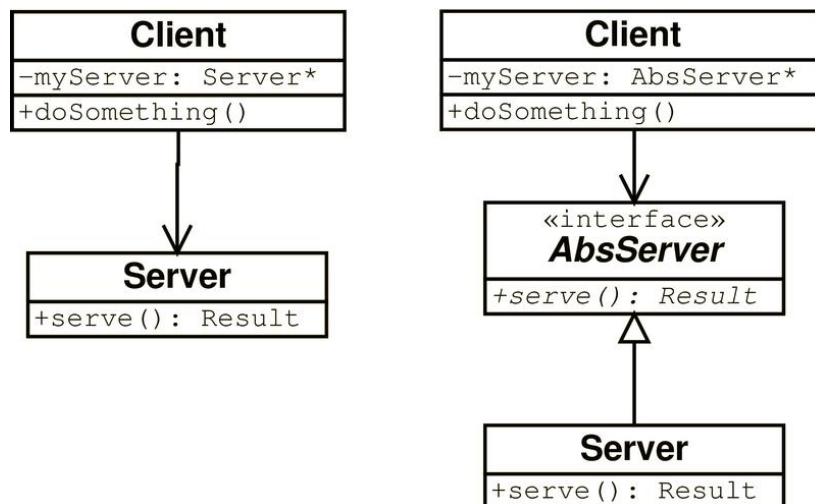 Client
-myServer: Server*
+doSomething()
Server
+serve(): Result
Client
-myServer: AbsServer*
+doSomething()
«interface»
AbsServer
+serve(): Result
Server
+serve(): Result